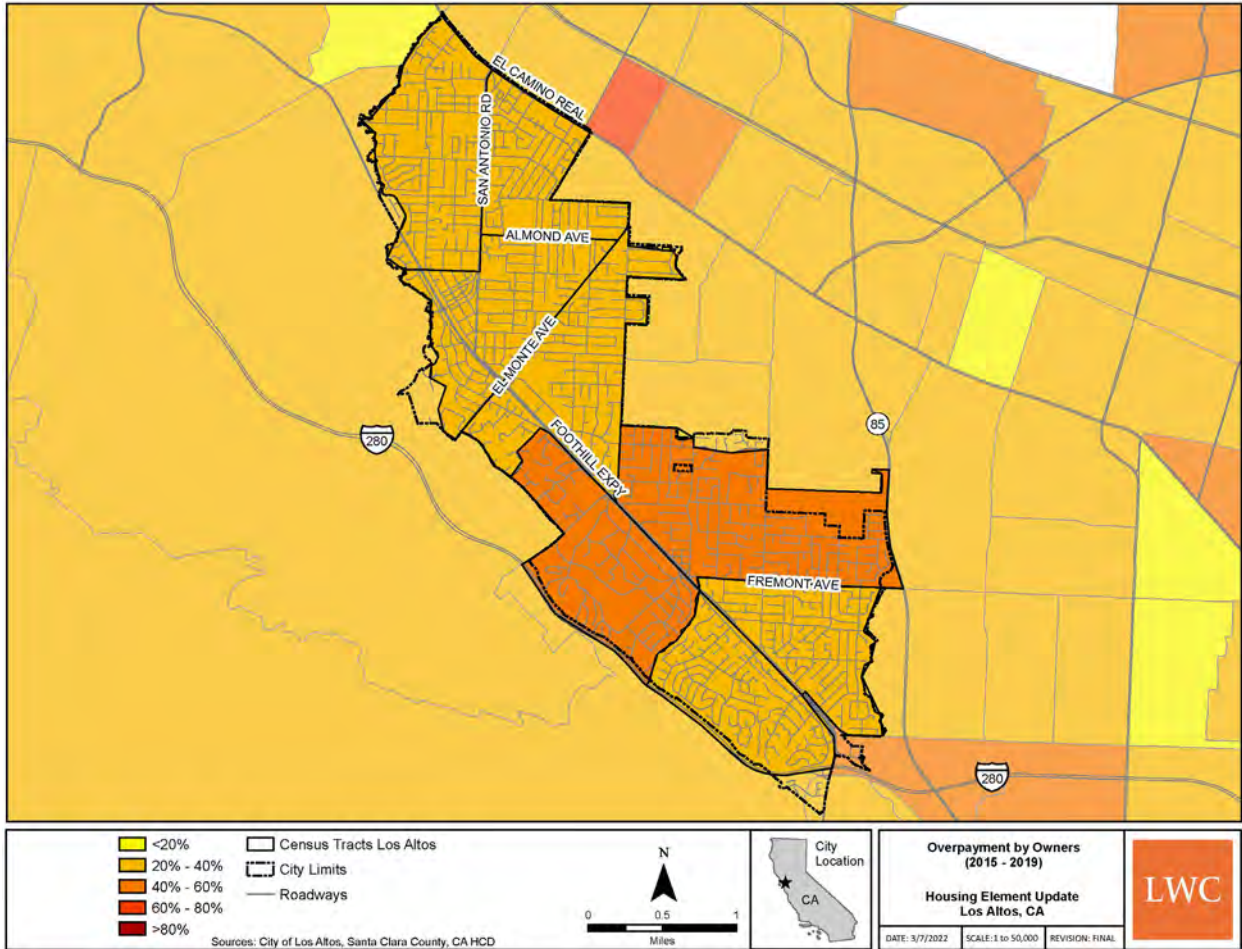 EL CAMINO REAL
SAN ANTONIO RD
ALMOND AVE
EL MONTE AVE
FOOTHILL EXPY
280
85
FREMONT AVE
280
<20%
20% - 40%
40% - 60%
60% - 80%
>80%
Census Tracts Los Altos
City Limits
Roadways
Sources: City of Los Altos, Santa Clara County, CA HCD
N
0 0.5 1
Miles
City
Location
CA
Overpayment by Owners
(2015 - 2019)
Housing Element Update
Los Altos, CA
DATE: 3/7/2022 SCALE:1 to 50,000 REVISION: FINAL
LWC